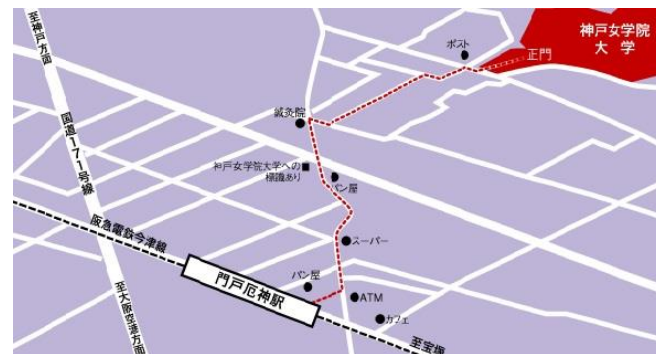 至神戸方面
国道171号線
至大阪空港方面
神戸女学院
大学
正門
ポスト
鍼灸院
神戸女学院大学への
標識あり
パン屋
スーパー
阪急電鉄今津線
門戸厄神駅
パン屋
ATM
カフェ
至宝塚